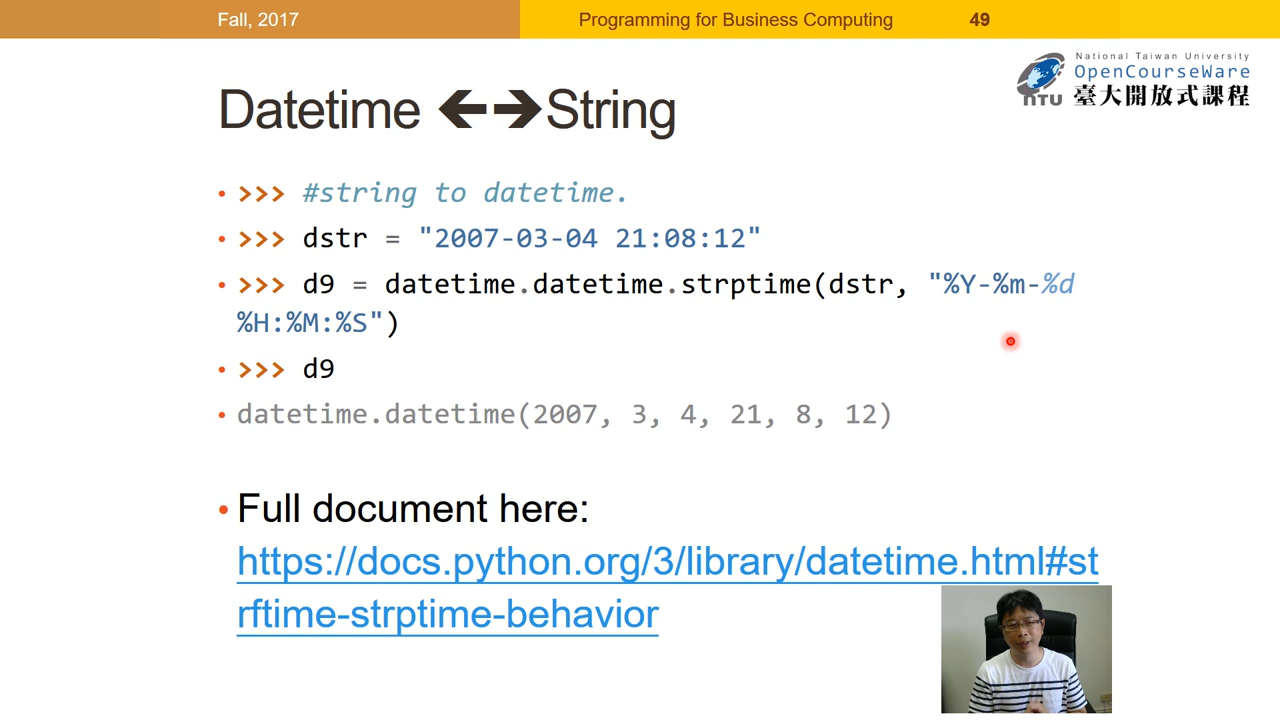 Fall, 2017
Programming for Business Computing
49
National Taiwan University
OpenCourseWare
NTU
臺大開放式課程
Datetime 🡨🡪String
• >>> #string to datetime.
• >>> dstr = "2007-03-04 21:08:12"
• >>> d9 = datetime.datetime.strptime(dstr, "%Y-%m-%d
%H:%M:%S")
• >>> d9
• datetime.datetime(2007, 3, 4, 21, 8, 12)
• Full document here:
https://docs.python.org/3/library/datetime.html#st
rftime-strptime-behavior